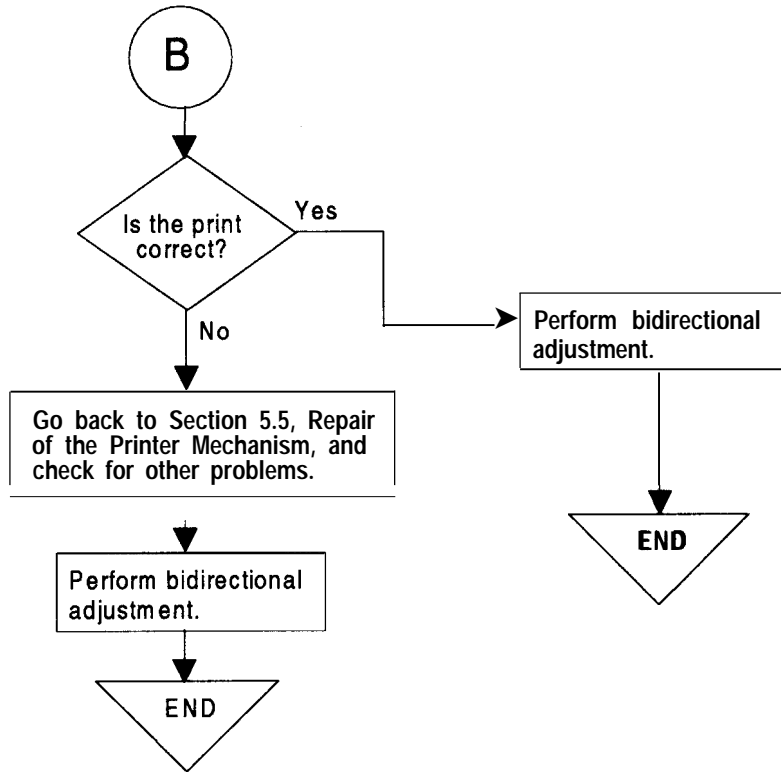 B
Is the print
correct?
Yes
No
Perform bidirectional
adjustment.
Go back to Section 5.5, Repair
of the Printer Mechanism, and
check for other problems.
END
Perform bidirectional
adjustment.
END